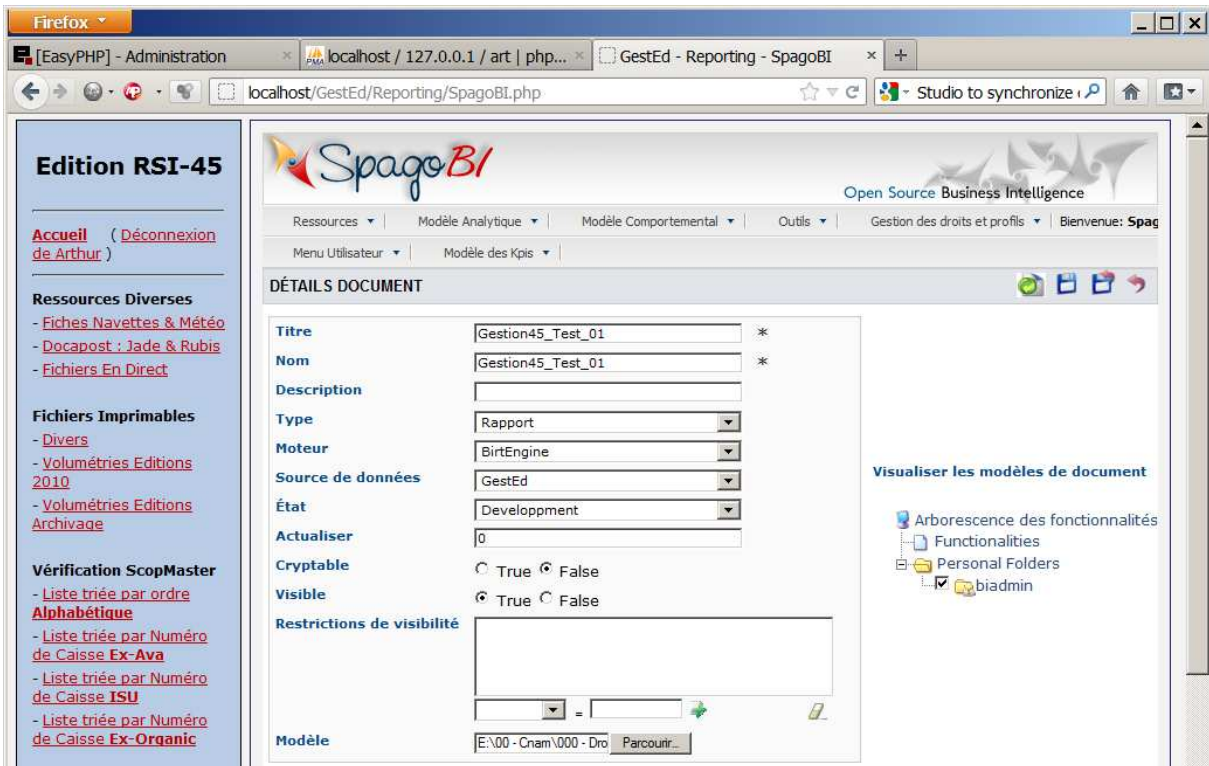 Firefox
[EasyPHP] - Administration
localhost / 127.0.0.1 / art | php...
GestEd - Reporting - SpagoBI
localhost/GestEd/Reporting/SpagoBI.php
Studio to synchronize
Edition RSI-45
Accueil ( Déconnexion
de Arthur )
Ressources Diverses
- Fiches Navettes & Météo
- Docapost : Jade & Rubis
- Fichiers En Direct
Fichiers Imprimables
- Divers
- Volumétries Editions
2010
- Volumétries Editions
Archivage
Vérification ScopMaster
- Liste triée par ordre
Alphabétique
- Liste triée par Numéro
de Caisse Ex-Ava
- Liste triée par Numéro
de Caisse ISU
- Liste triée par Numéro
de Caisse Ex-Organic
SpagoBI
Open Source Business Intelligence
Ressources Modèle Analytique Modèle Comportemental Outils Gestion des droits et profils Bienvenue: Spag
Menu Utilisateur Modèle des Kpis
DÉTAILS DOCUMENT
Titre Gestion45_Test_01 *
Nom Gestion45_Test_01 *
Description
Type Rapport
Moteur BirtEngine
Source de données GestEd
État Developpment
Actualiser 0
Cryptable True False
Visible True False
Restrictions de visibilité
=
Modèle E:\00 - Cnam\000 - Dro Parcourir...
Visualiser les modèles de document
Arborescence des fonctionnalités
Functionalities
Personal Folders
biadmin